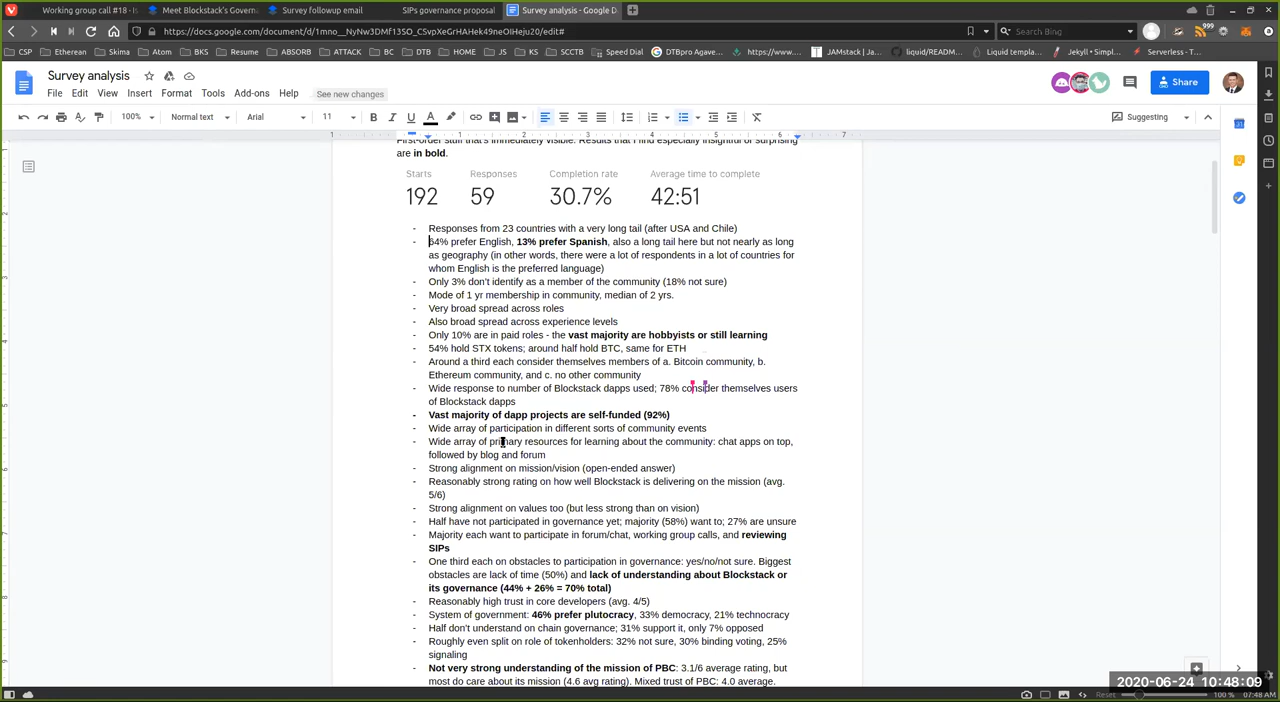 Working group call #18 - W
Meet Blockstack's Govern
Survey followup email
SIPs governance proposal
Survey analysis - Google D
https://docs.google.com/document/d/1mno__NyNw3DMf13SO_CSvpXeGrHAHek49neOIHeju20/edit#
Search Bing
999
CSP
Etherean
Skima
Atom
BKS
Resume
ABSORB
ATTACK
BC
DTB
HOME
JS
KS
SCCTB
Speed Dial
DTBpro Agave...
https://www....
JAMstack | Ja...
liquid/READM...
Liquid templa...
Jekyll • Simpl...
Serverless - T...
Survey analysis
File Edit View Insert Format Tools Add-ons Help See new changes
Share
100%
Normal text
Arial
11
Suggesting
1 1 2 3 4 5 6 7
First-order stuff that's immediately visible. Results that I find especially insightful or surprising
are in bold.
Starts Responses Completion rate Average time to complete
192 59 30.7% 42:51
- Responses from 23 countries with a very long tail (after USA and Chile)
- 64% prefer English, 13% prefer Spanish, also a long tail here but not nearly as long
as geography (in other words, there were a lot of respondents in a lot of countries for
whom English is the preferred language)
- Only 3% don't identify as a member of the community (18% not sure)
- Mode of 1 yr membership in community, median of 2 yrs.
- Very broad spread across roles
- Also broad spread across experience levels
- Only 10% are in paid roles - the vast majority are hobbyists or still learning
- 54% hold STX tokens; around half hold BTC, same for ETH
- Around a third each consider themselves members of a. Bitcoin community, b.
Ethereum community, and c. no other community
- Wide response to number of Blockstack dapps used; 78% consider themselves users
of Blockstack dapps
- Vast majority of dapp projects are self-funded (92%)
- Wide array of participation in different sorts of community events
- Wide array of primary resources for learning about the community: chat apps on top,
followed by blog and forum
- Strong alignment on mission/vision (open-ended answer)
- Reasonably strong rating on how well Blockstack is delivering on the mission (avg.
5/6)
- Strong alignment on values too (but less strong than on vision)
- Half have not participated in governance yet; majority (58%) want to; 27% are unsure
- Majority each want to participate in forum/chat, working group calls, and reviewing
SIPs
- One third each on obstacles to participation in governance: yes/no/not sure. Biggest
obstacles are lack of time (50%) and lack of understanding about Blockstack or
its governance (44% + 26% = 70% total)
- Reasonably high trust in core developers (avg. 4/5)
- System of government: 46% prefer plutocracy, 33% democracy, 21% technocracy
- Half don't understand on chain governance; 31% support it, only 7% opposed
- Roughly even split on role of tokenholders: 32% not sure, 30% binding voting, 25%
signaling
- Not very strong understanding of the mission of PBC: 3.1/6 average rating, but
most do care about its mission (4.6 avg rating). Mixed trust of PBC: 4.0 average.
2020-06-24 10:48:09
Reset
100 %
07:48 AM